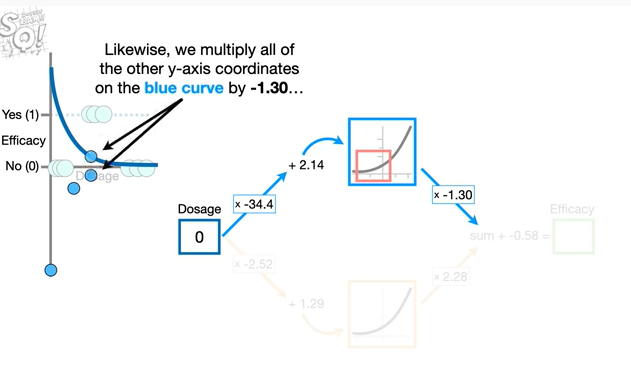 SQ!
Likewise, we multiply all of
the other y-axis coordinates
on the blue curve by -1.30...
Yes (1)
Efficacy
No (0)
Dosage
+ 2.14
x -34.4
x -1.30
Dosage
0
Efficacy
sum + -0.58 =
x -2.52
x 2.28
+ 1.29